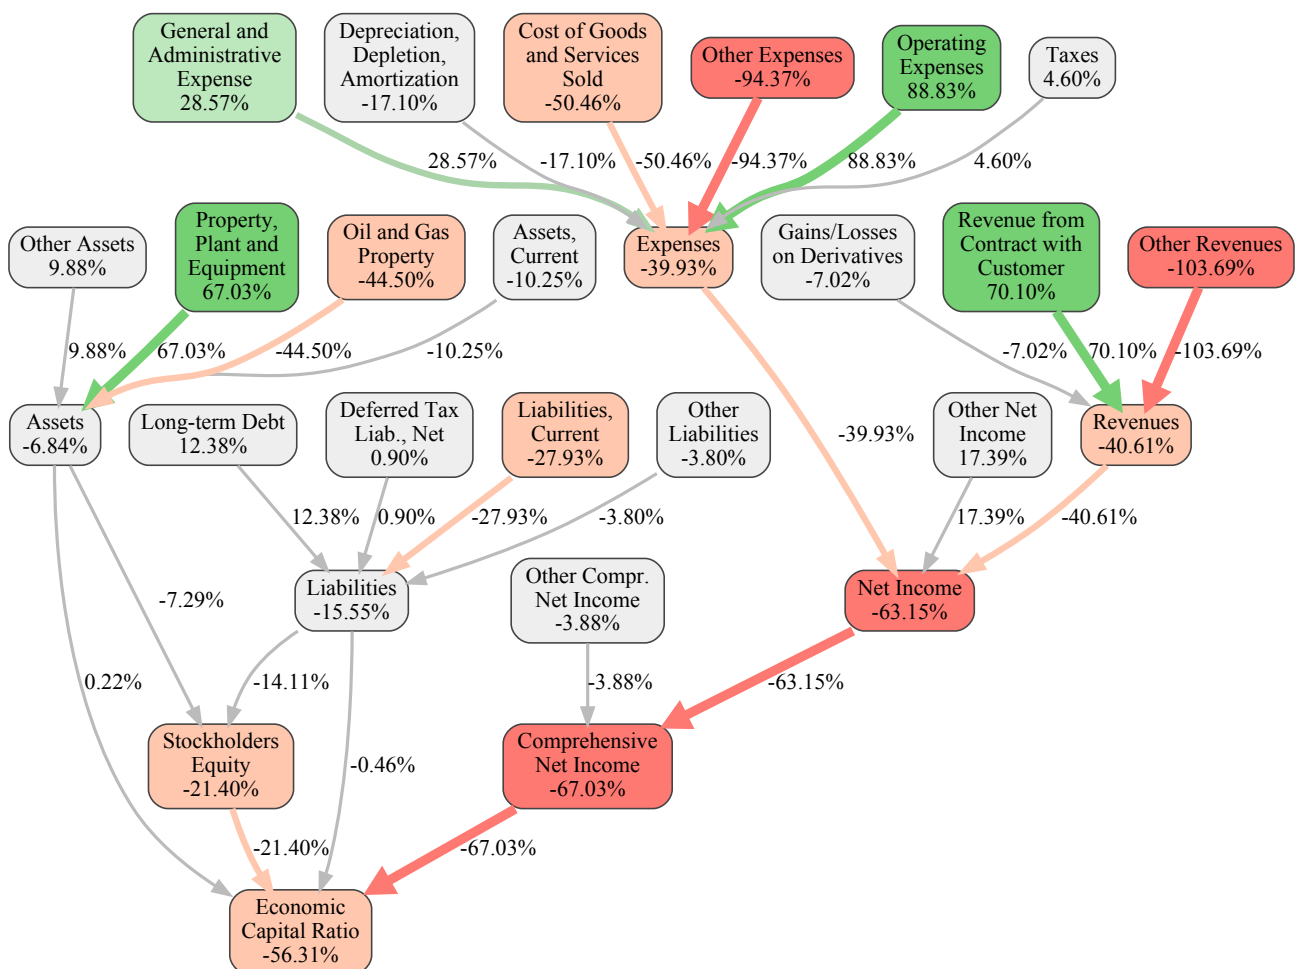 General and
Administrative
Expense
28.57%
Depreciation,
Depletion,
Amortization
-17.10%
Cost of Goods
and Services
Sold
-50.46%
Other Expenses
-94.37%
Operating
Expenses
88.83%
Taxes
4.60%
28.57%
-17.10%
-50.46%
-94.37%
88.83%
4.60%
Other Assets
9.88%
Property,
Plant and
Equipment
67.03%
Oil and Gas
Property
-44.50%
Assets,
Current
-10.25%
Expenses
-39.93%
Gains/Losses
on Derivatives
-7.02%
Revenue from
Contract with
Customer
70.10%
Other Revenues
-103.69%
9.88%
67.03%
-44.50%
-10.25%
-7.02%
70.10%
-103.69%
Assets
-6.84%
Long-term Debt
12.38%
Deferred Tax
Liab., Net
0.90%
Liabilities,
Current
-27.93%
Other
Liabilities
-3.80%
-39.93%
Other Net
Income
17.39%
Revenues
-40.61%
12.38%
0.90%
-27.93%
-3.80%
17.39%
-40.61%
Liabilities
-15.55%
Other Compr.
Net Income
-3.88%
Net Income
-63.15%
-7.29%
0.22%
-14.11%
-3.88%
-63.15%
Stockholders
Equity
-21.40%
-0.46%
Comprehensive
Net Income
-67.03%
-21.40%
-67.03%
Economic
Capital Ratio
-56.31%